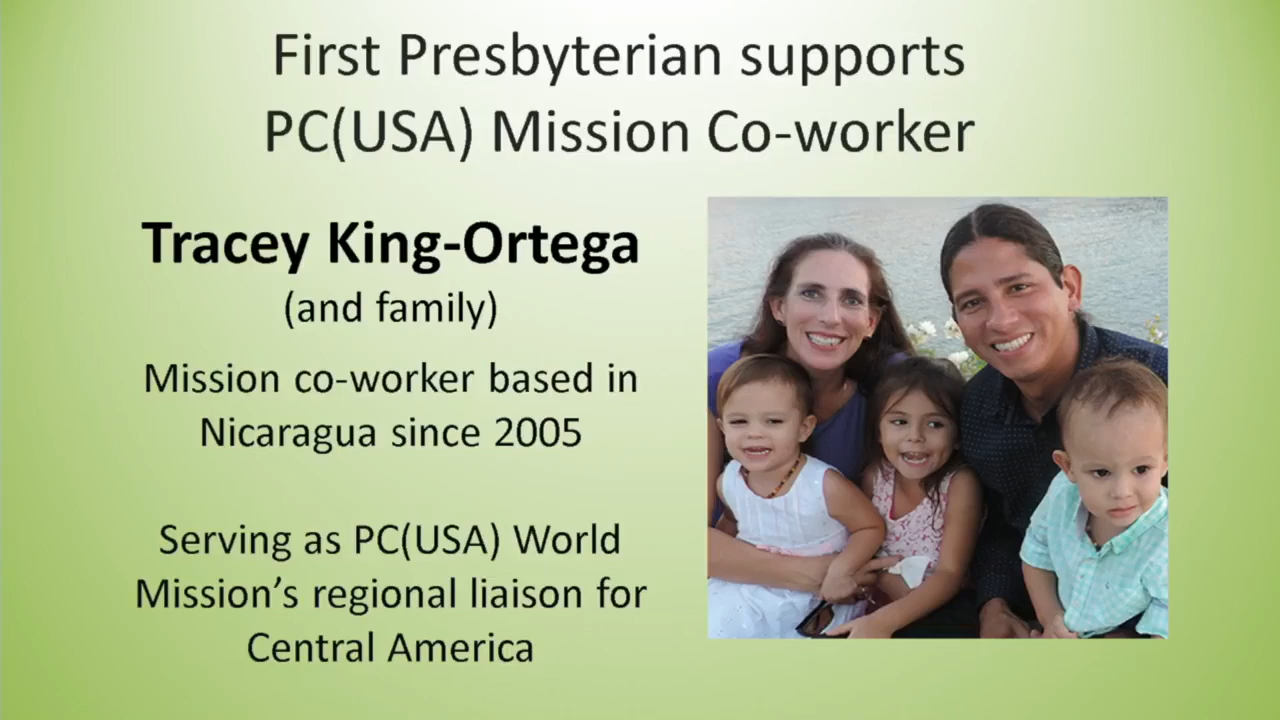 First Presbyterian supports
PC(USA) Mission Co-worker
Tracey King-Ortega
(and family)
Mission co-worker based in
Nicaragua since 2005
Serving as PC(USA) World
Mission’s regional liaison for
Central America